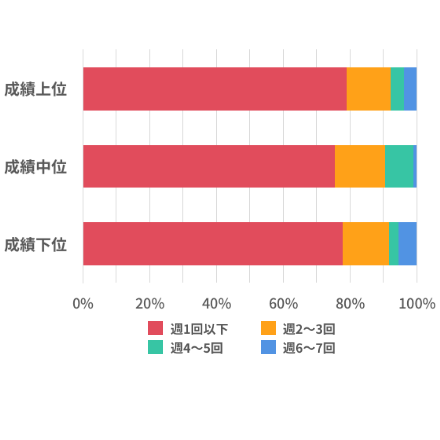 成績上位
成績中位
成績下位
0% 20% 40% 60% 80% 100%
週1回以下 週2〜3回
週4〜5回 週6〜7回